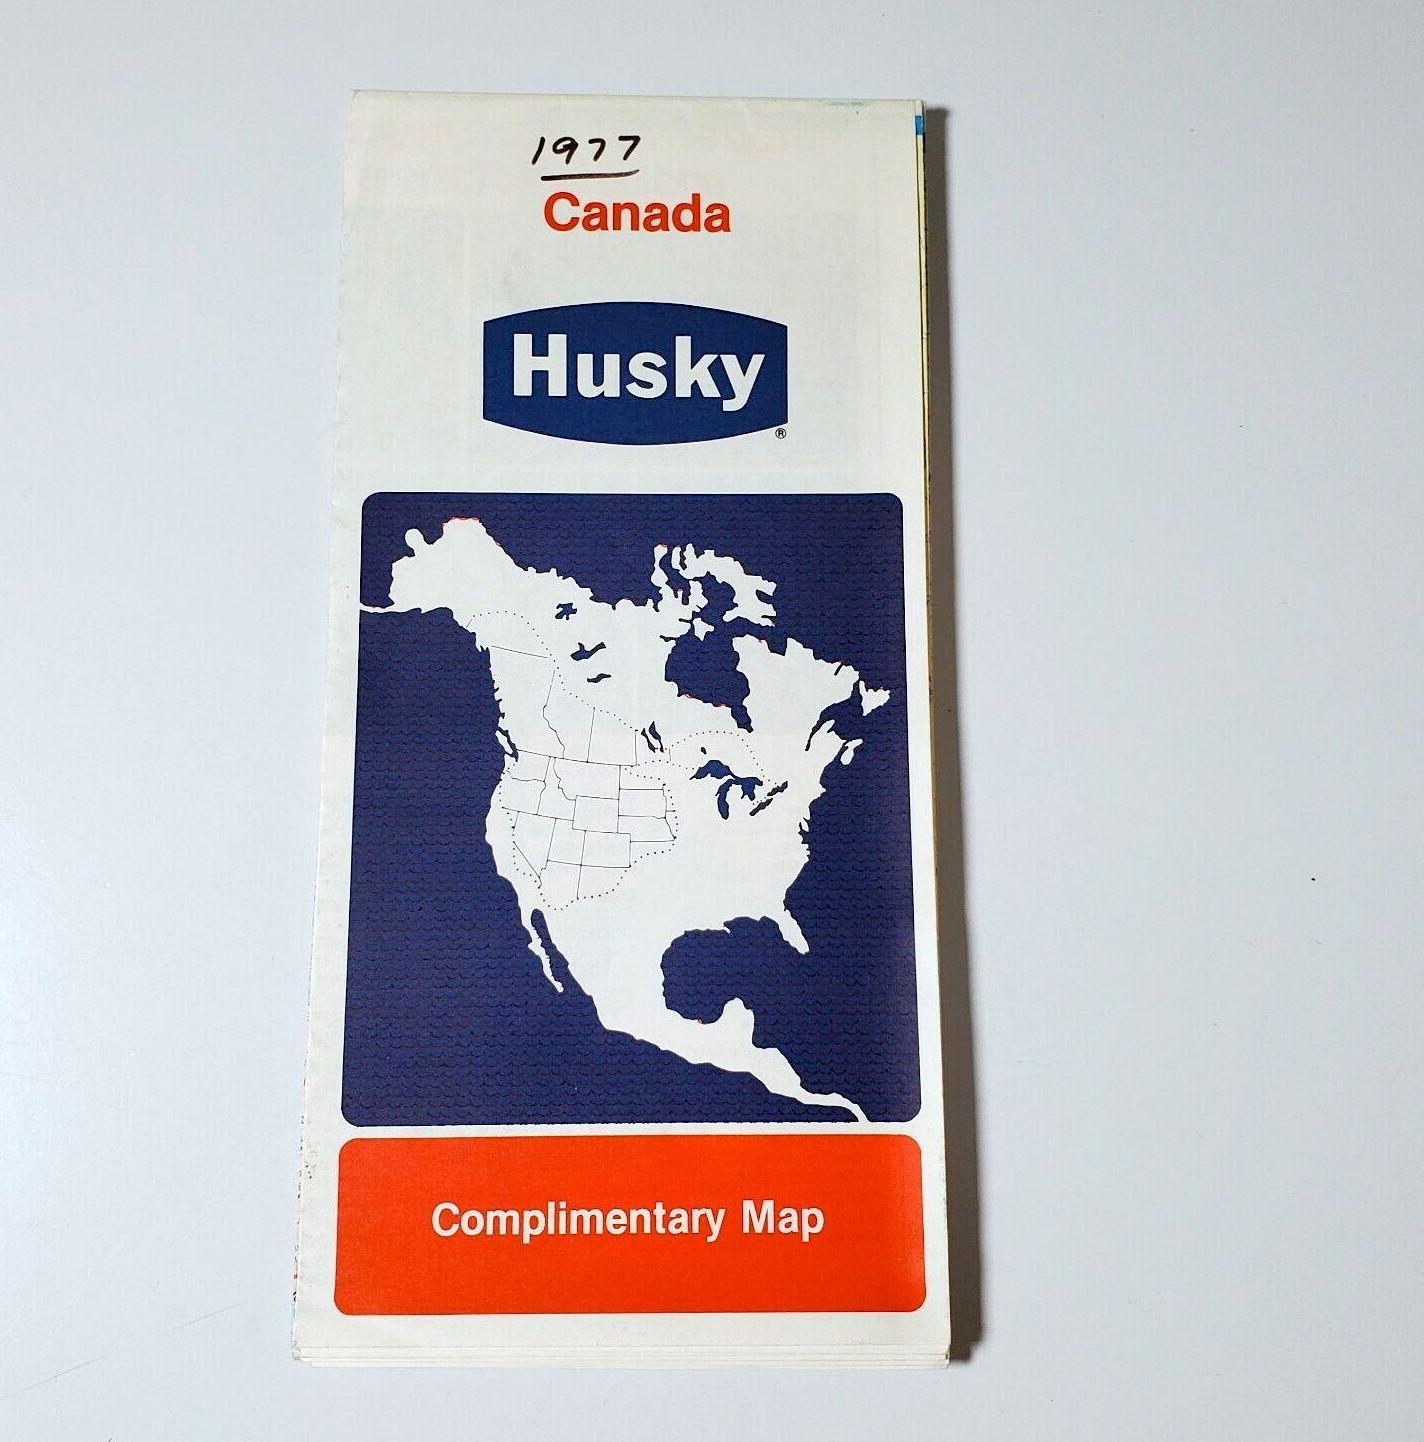 1977
Canada
Husky
®
Complimentary Map